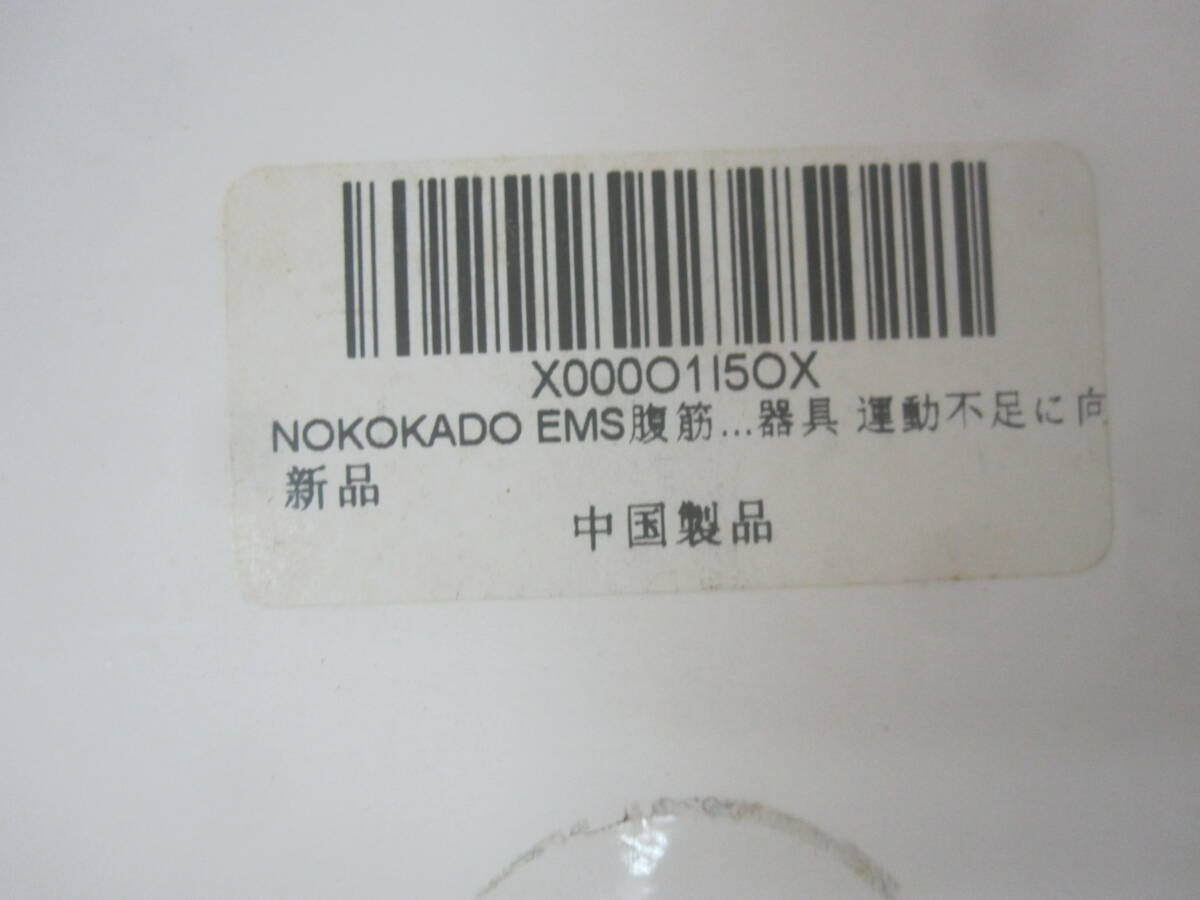 X000O1I5OX
NOKOKADO EMS腹筋...器具 運動不足に向
新品
中国製品